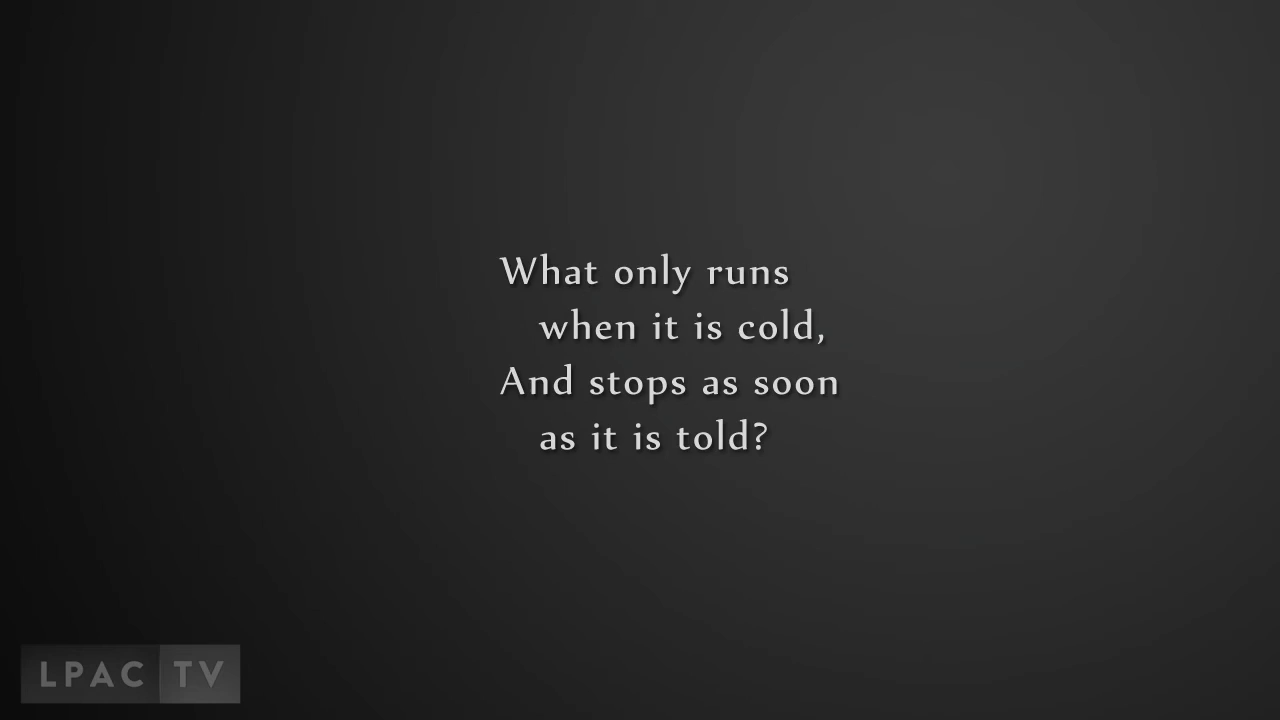 What only runs
when it is cold,
And stops as soon
as it is told?
LPAC TV